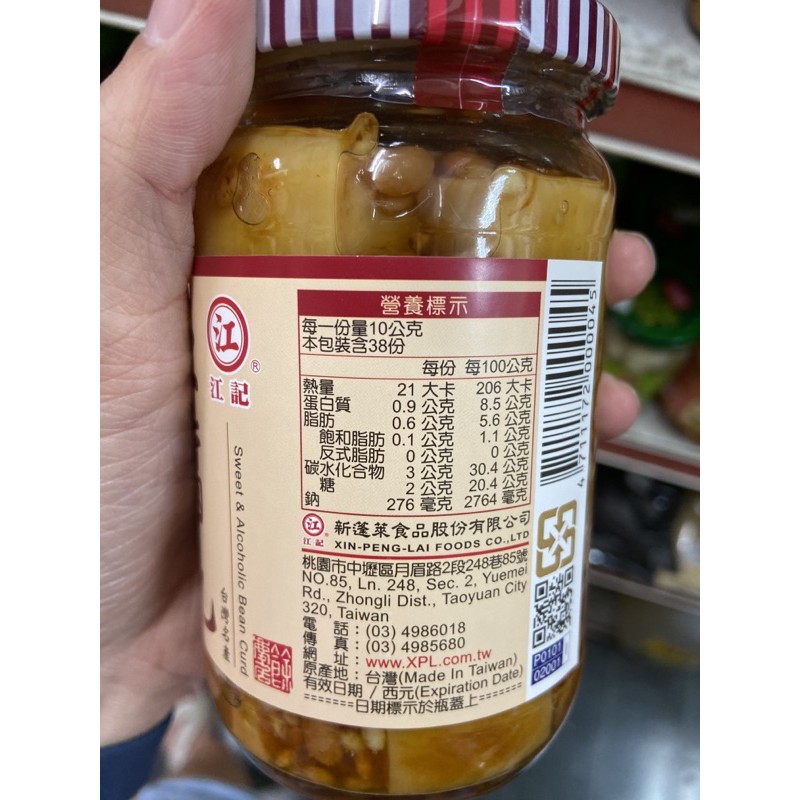 江
®
江記
Sweet & Alcoholic Bean Curd
營養標示
每一份量10公克
本包裝含38份
每份 每100公克
熱量 21 大卡 206 大卡
蛋白質 0.9 公克 8.5 公克
脂肪 0.6 公克 5.6 公克
飽和脂肪 0.1 公克 1.1 公克
反式脂肪 0 公克 0 公克
碳水化合物 3 公克 30.4 公克
糖 2 公克 20.4 公克
鈉 276 毫克 2764 毫克
江 ® 江記 新蓬萊食品股份有限公司
XIN-PENG-LAI FOODS CO.,LTD
桃園市中壢區月眉路2段248巷85號
NO.85, Ln. 248, Sec. 2, Yuemei
Rd., Zhongli Dist., Taoyuan City
320, Taiwan
電 話:(03) 4986018
傳 真:(03) 4985680
網 址:www.XPL.com.tw
原產地:台灣(Made In Taiwan)
有效日期/西元(Expiration Date)
=======日期標示於瓶蓋上=======
4 711172 000045
P0101
02001